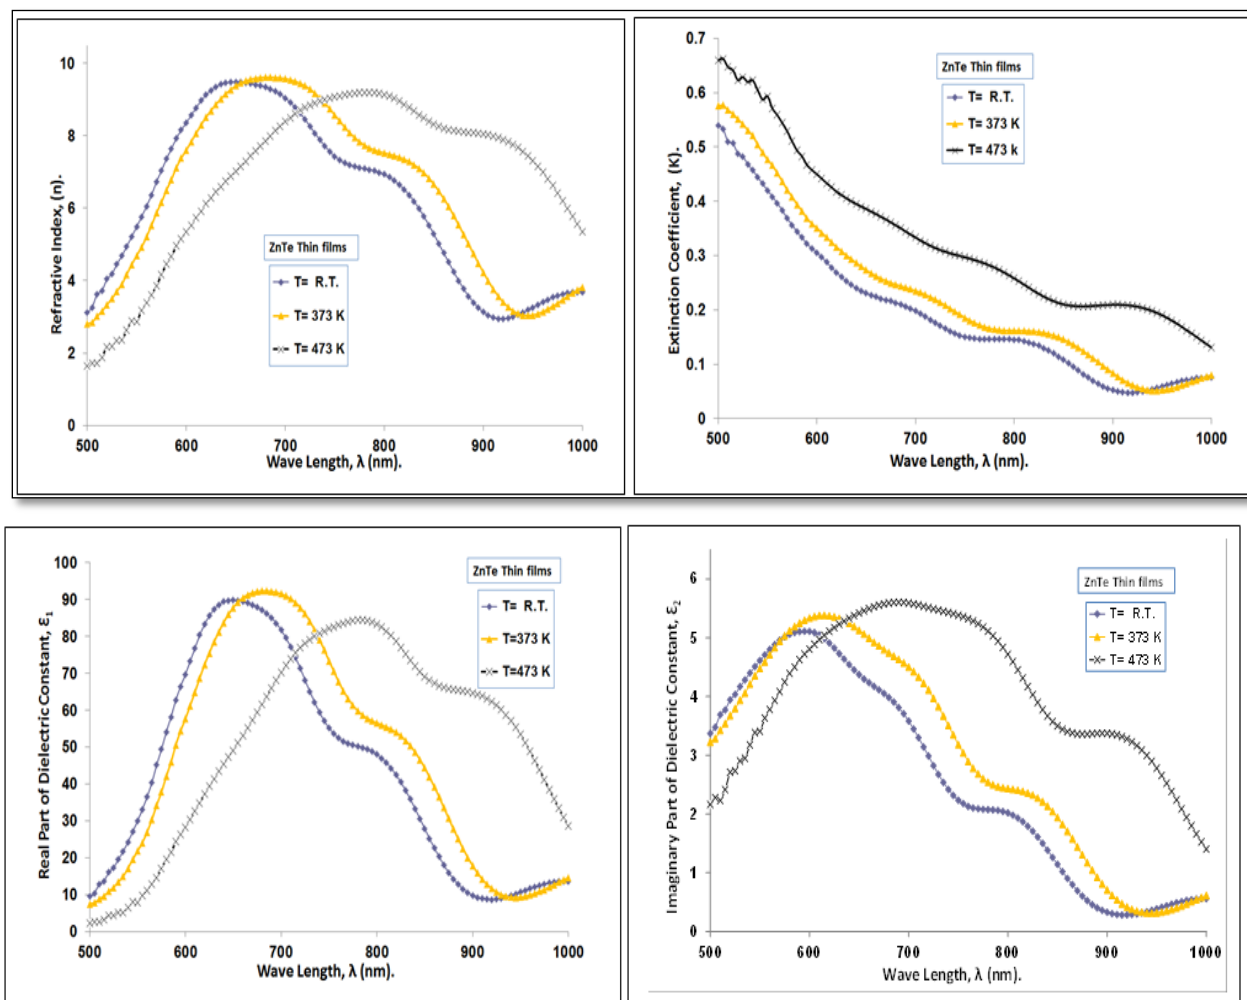 Refractive Index, (n).
10
8
6
4
2
0
500 600 700 800 900 1000
Wave Length, λ (nm).
ZnTe Thin films
T= R.T.
T= 373 K
T= 473 K
Extinction Coefficient, (K).
0.7
0.6
0.5
0.4
0.3
0.2
0.1
0
500 600 700 800 900 1000
Wave Length, λ (nm).
ZnTe Thin films
T= R.T.
T= 373 K
T= 473 k
Real Part of Dielectric Constant, Ɛ₁
100
90
80
70
60
50
40
30
20
10
0
500 600 700 800 900 1000
Wave Length, λ (nm).
ZnTe Thin films
T= R.T.
T=373 K
T=473 K
Imaginary Part of Dielectric Constant, Ɛ₂
6
5
4
3
2
1
0
500 600 700 800 900 1000
Wave Length, λ (nm).
ZnTe Thin films
T= R.T.
T= 373 K
T= 473 K